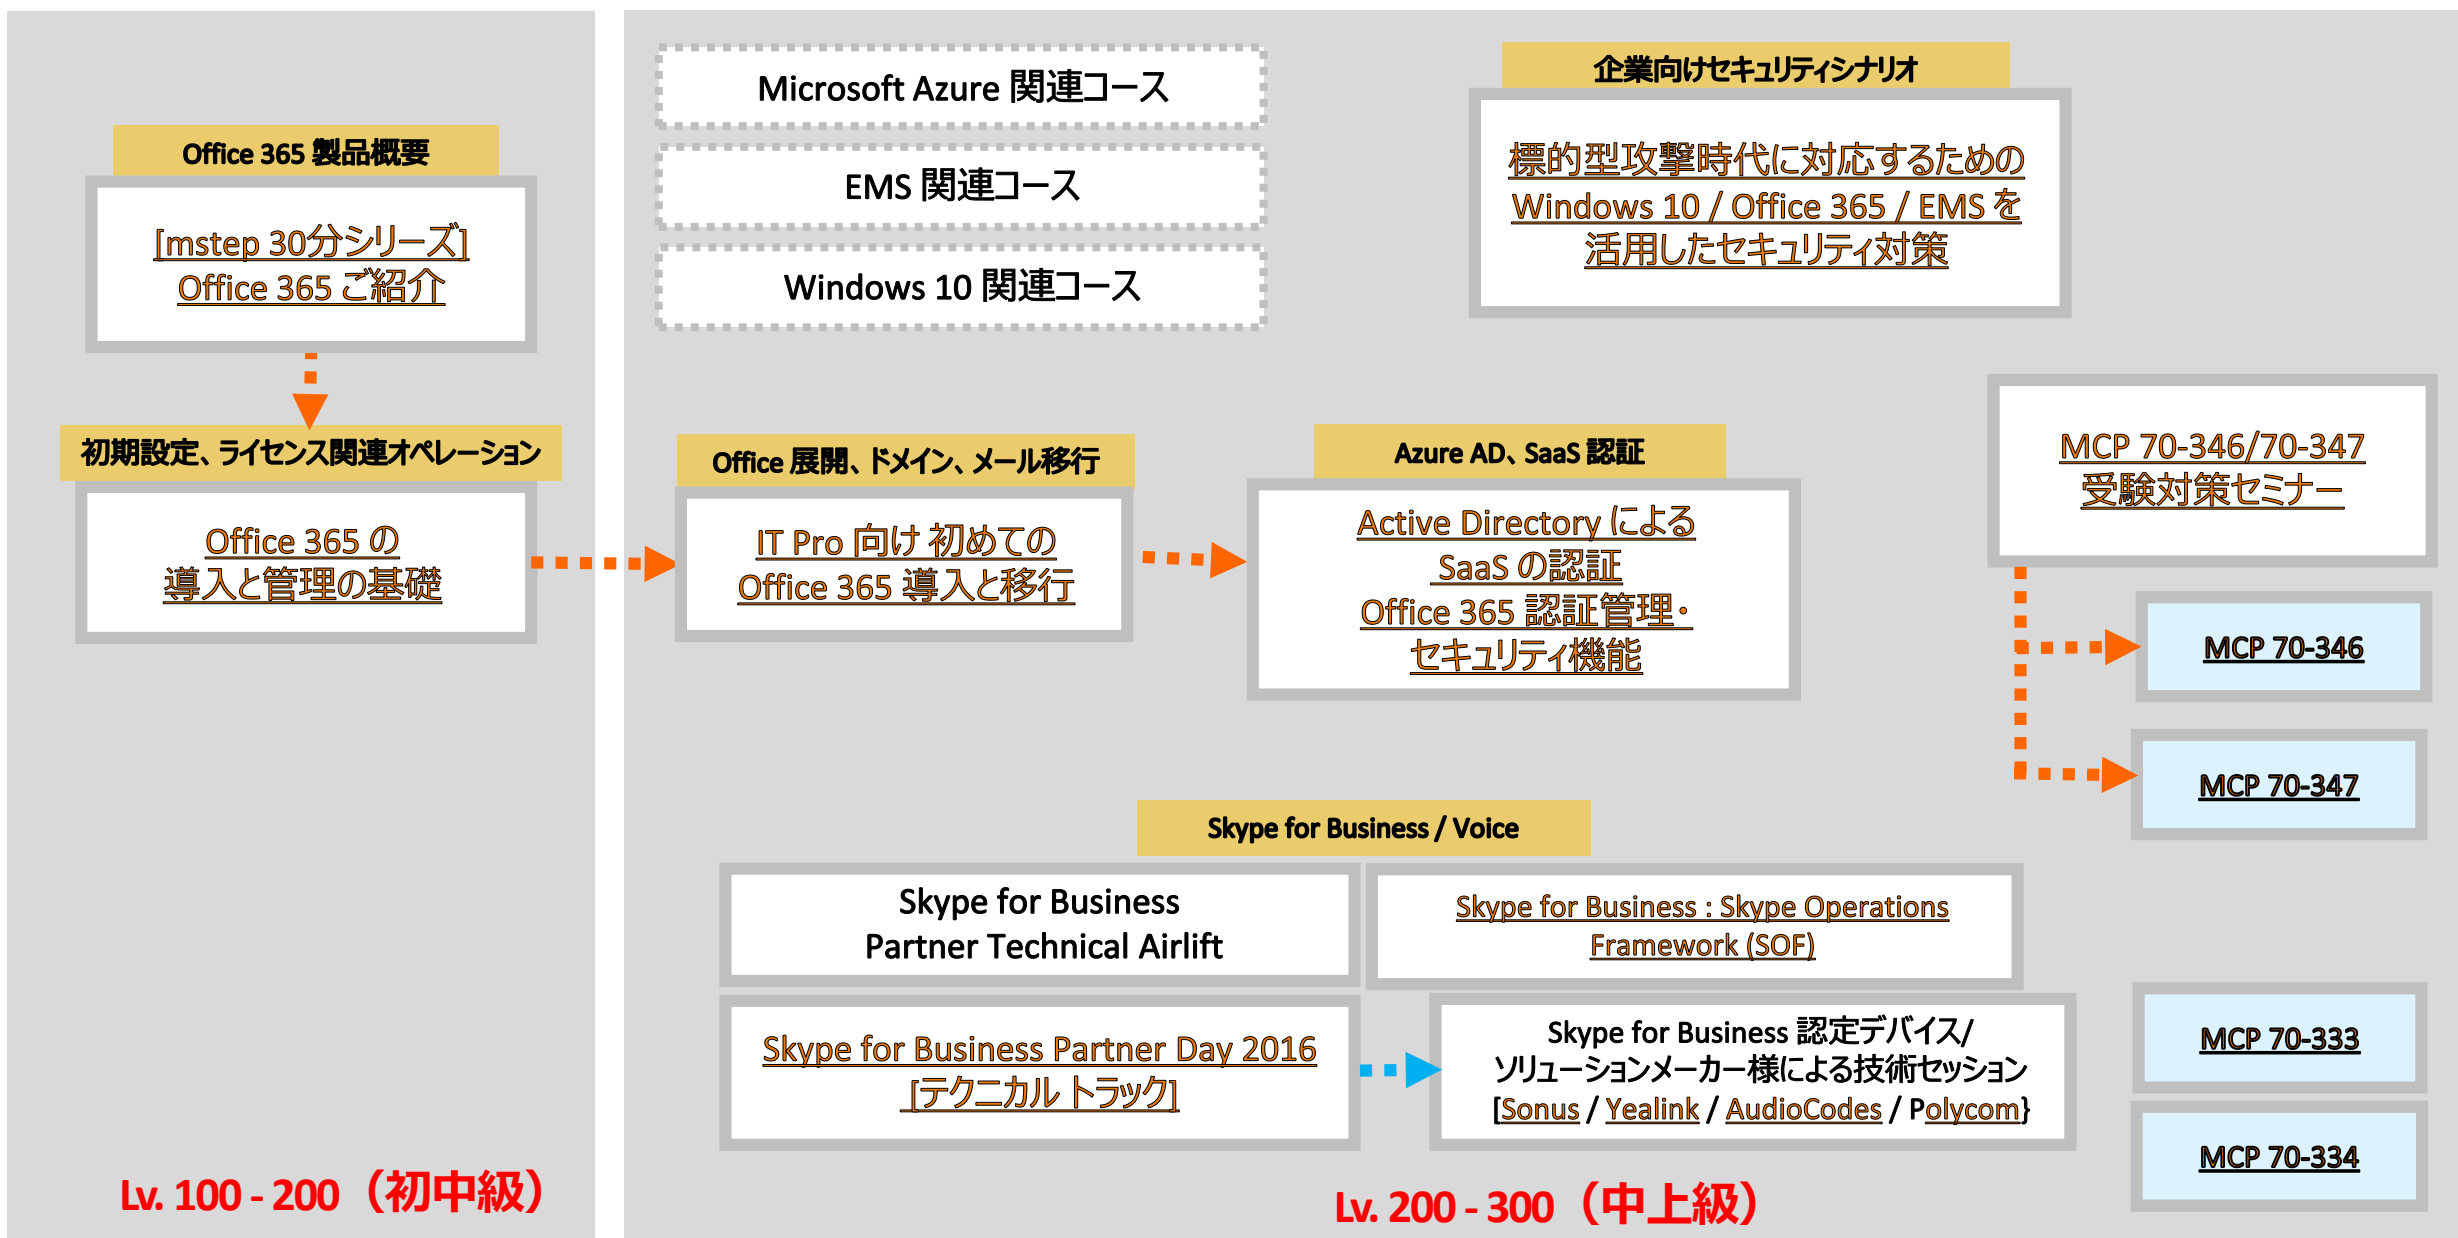 Office 365 製品概要
[mstep 30分シリーズ]
Office 365 ご紹介
初期設定、ライセンス関連オペレーション
Office 365 の
導入と管理の基礎
Lv. 100 - 200（初中級）
Microsoft Azure 関連コース
EMS 関連コース
Windows 10 関連コース
企業向けセキュリティシナリオ
標的型攻撃時代に対応するための
Windows 10 / Office 365 / EMS を
活用したセキュリティ対策
Office 展開、ドメイン、メール移行
IT Pro 向け 初めての
Office 365 導入と移行
Azure AD、SaaS 認証
Active Directory による
SaaS の認証
Office 365 認証管理・
セキュリティ機能
MCP 70-346/70-347
受験対策セミナー
MCP 70-346
MCP 70-347
Skype for Business / Voice
Skype for Business
Partner Technical Airlift
Skype for Business : Skype Operations
Framework (SOF)
Skype for Business Partner Day 2016
[テクニカル トラック]
Skype for Business 認定デバイス/
ソリューションメーカー様による技術セッション
[Sonus / Yealink / AudioCodes / Polycom}
MCP 70-333
MCP 70-334
Lv. 200 - 300（中上級）